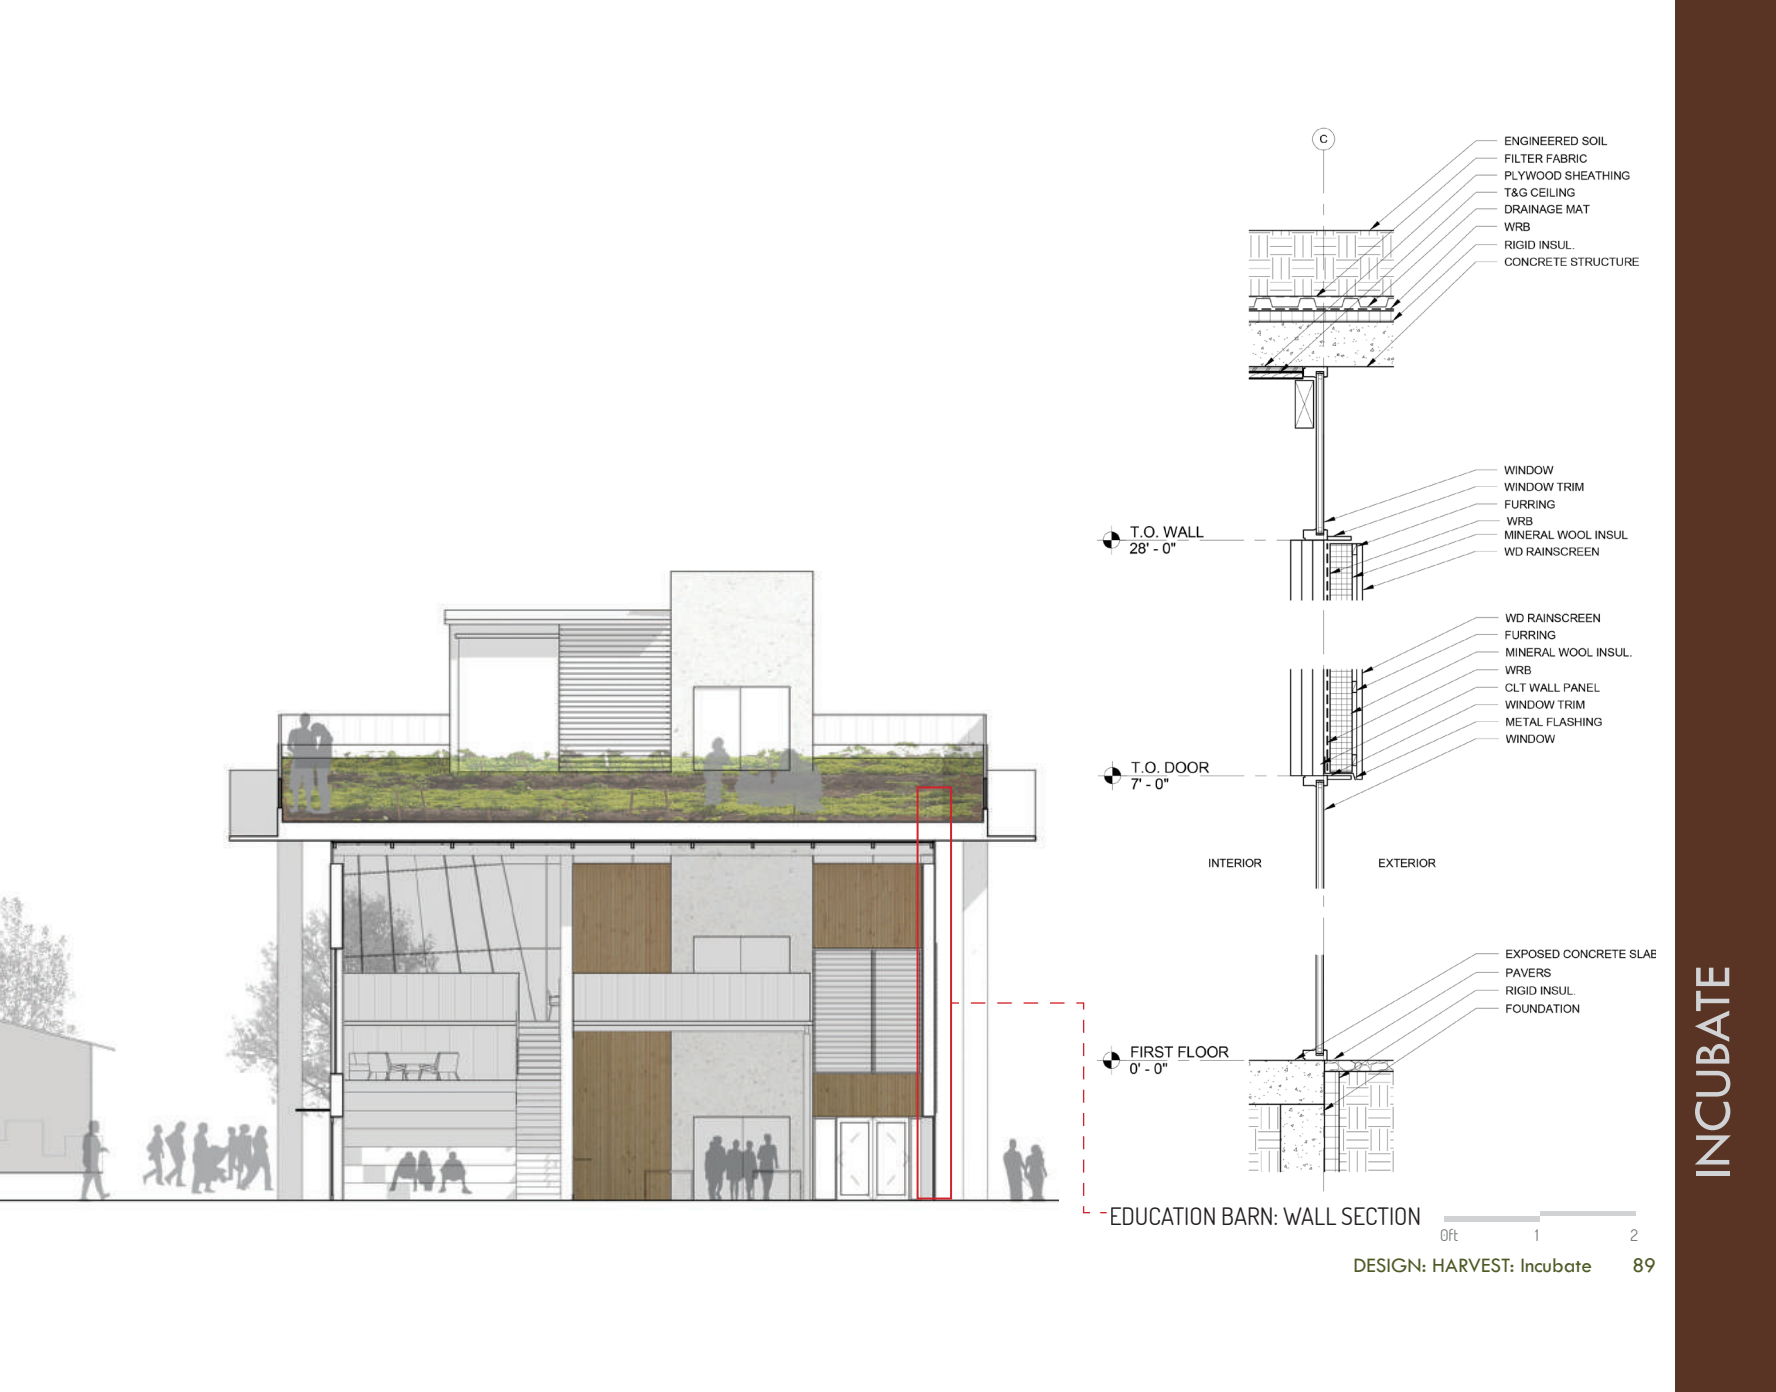 C
ENGINEERED SOIL
FILTER FABRIC
PLYWOOD SHEATHING
T&G CEILING
DRAINAGE MAT
WRB
RIGID INSUL.
CONCRETE STRUCTURE
WINDOW
WINDOW TRIM
FURRING
WRB
MINERAL WOOL INSUL
WD RAINSCREEN
T.O. WALL
28' - 0"
WD RAINSCREEN
FURRING
MINERAL WOOL INSUL.
WRB
CLT WALL PANEL
WINDOW TRIM
METAL FLASHING
WINDOW
T.O. DOOR
7' - 0"
INTERIOR
EXTERIOR
EXPOSED CONCRETE SLAB
PAVERS
RIGID INSUL.
FOUNDATION
FIRST FLOOR
0' - 0"
EDUCATION BARN: WALL SECTION
0ft 1 2
DESIGN: HARVEST: Incubate 89
INCUBATE